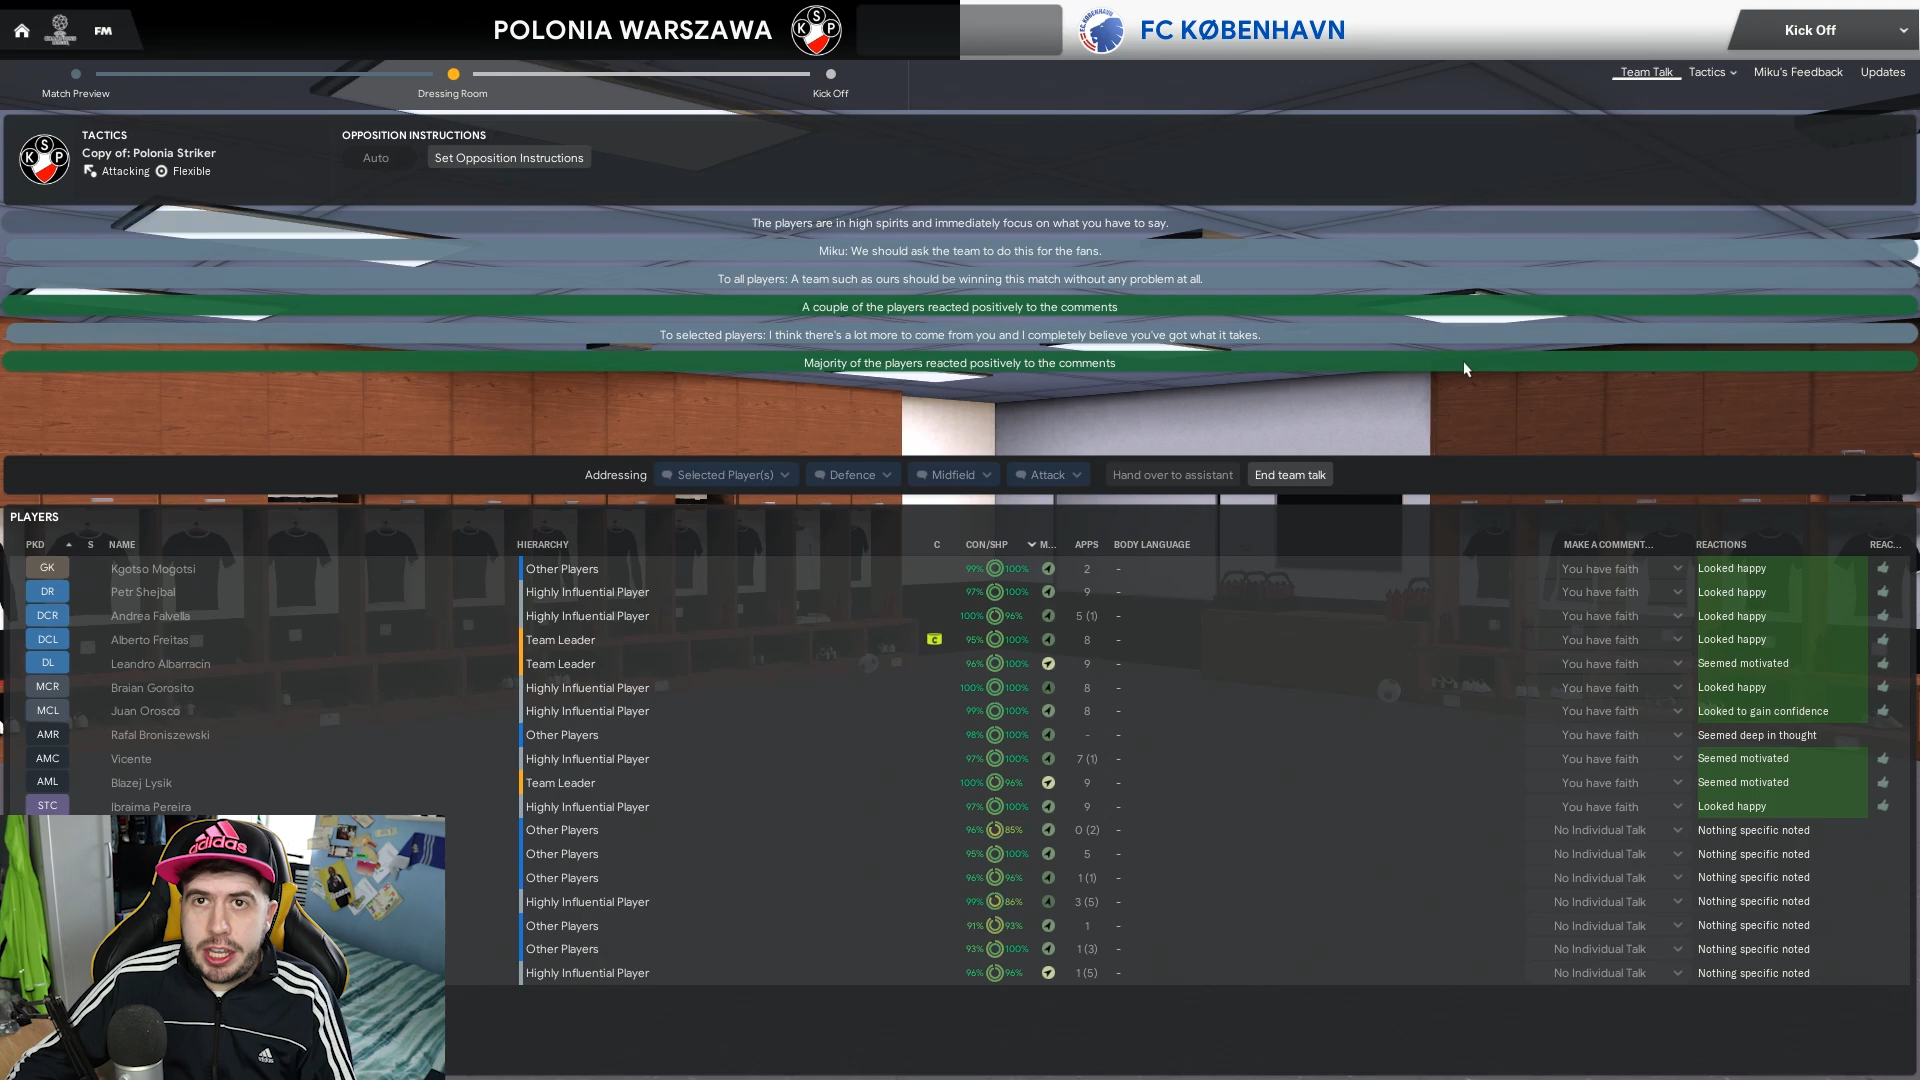 FM
POLONIA WARSZAWA
KSP
FC KØBENHAVN
Kick Off
Match Preview
Dressing Room
Kick Off
Team Talk
Tactics
Miku's Feedback
Updates
KSP
TACTICS
Copy of: Polonia Striker
Attacking
Flexible
OPPOSITION INSTRUCTIONS
Auto
Set Opposition Instructions
The players are in high spirits and immediately focus on what you have to say.
Miku: We should ask the team to do this for the fans.
To all players: A team such as ours should be winning this match without any problem at all.
A couple of the players reacted positively to the comments
To selected players: I think there's a lot more to come from you and I completely believe you've got what it takes.
Majority of the players reacted positively to the comments
Addressing Selected Player(s) Defence Midfield Attack Hand over to assistant End team talk
PLAYERS
PKD S NAME HIERARCHY C CON/SHP M... APPS BODY LANGUAGE MAKE A COMMENT... REACTIONS REAC...
GK Kgotso Mogotsi Other Players 99% 100% 2 - You have faith Looked happy
DR Petr Shejbal Highly Influential Player 97% 100% 9 - You have faith Looked happy
DCR Andrea Falvella Highly Influential Player 100% 96% 5 (1) - You have faith Looked happy
DCL Alberto Freitas Team Leader C 95% 100% 8 - You have faith Looked happy
DL Leandro Albarracin Team Leader 96% 100% 9 - You have faith Seemed motivated
MCR Braian Gorosito Highly Influential Player 100% 100% 8 - You have faith Looked happy
MCL Juan Orosco Highly Influential Player 99% 100% 8 - You have faith Looked to gain confidence
AMR Rafal Broniszewski Other Players 98% 100% - - You have faith Seemed deep in thought
AMC Vicente Highly Influential Player 97% 100% 7 (1) - You have faith Seemed motivated
AML Blazej Lysik Team Leader 100% 96% 9 - You have faith Seemed motivated
STC Ibraima Pereira Highly Influential Player 97% 100% 9 - You have faith Looked happy
Other Players 96% 85% 0 (2) - No Individual Talk Nothing specific noted
Other Players 95% 100% 5 - No Individual Talk Nothing specific noted
Other Players 96% 96% 1 (1) - No Individual Talk Nothing specific noted
Highly Influential Player 99% 86% 3 (5) - No Individual Talk Nothing specific noted
Other Players 91% 93% 1 - No Individual Talk Nothing specific noted
Other Players 93% 100% 1 (3) - No Individual Talk Nothing specific noted
Highly Influential Player 96% 96% 1 (5) - No Individual Talk Nothing specific noted
adidas